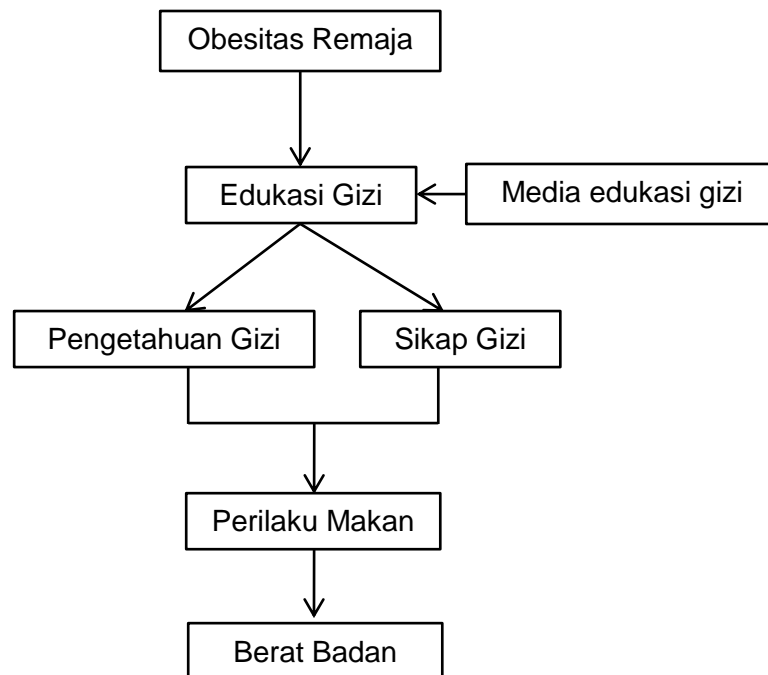 Obesitas Remaja
Edukasi Gizi
Media edukasi gizi
Pengetahuan Gizi
Sikap Gizi
Perilaku Makan
Berat Badan